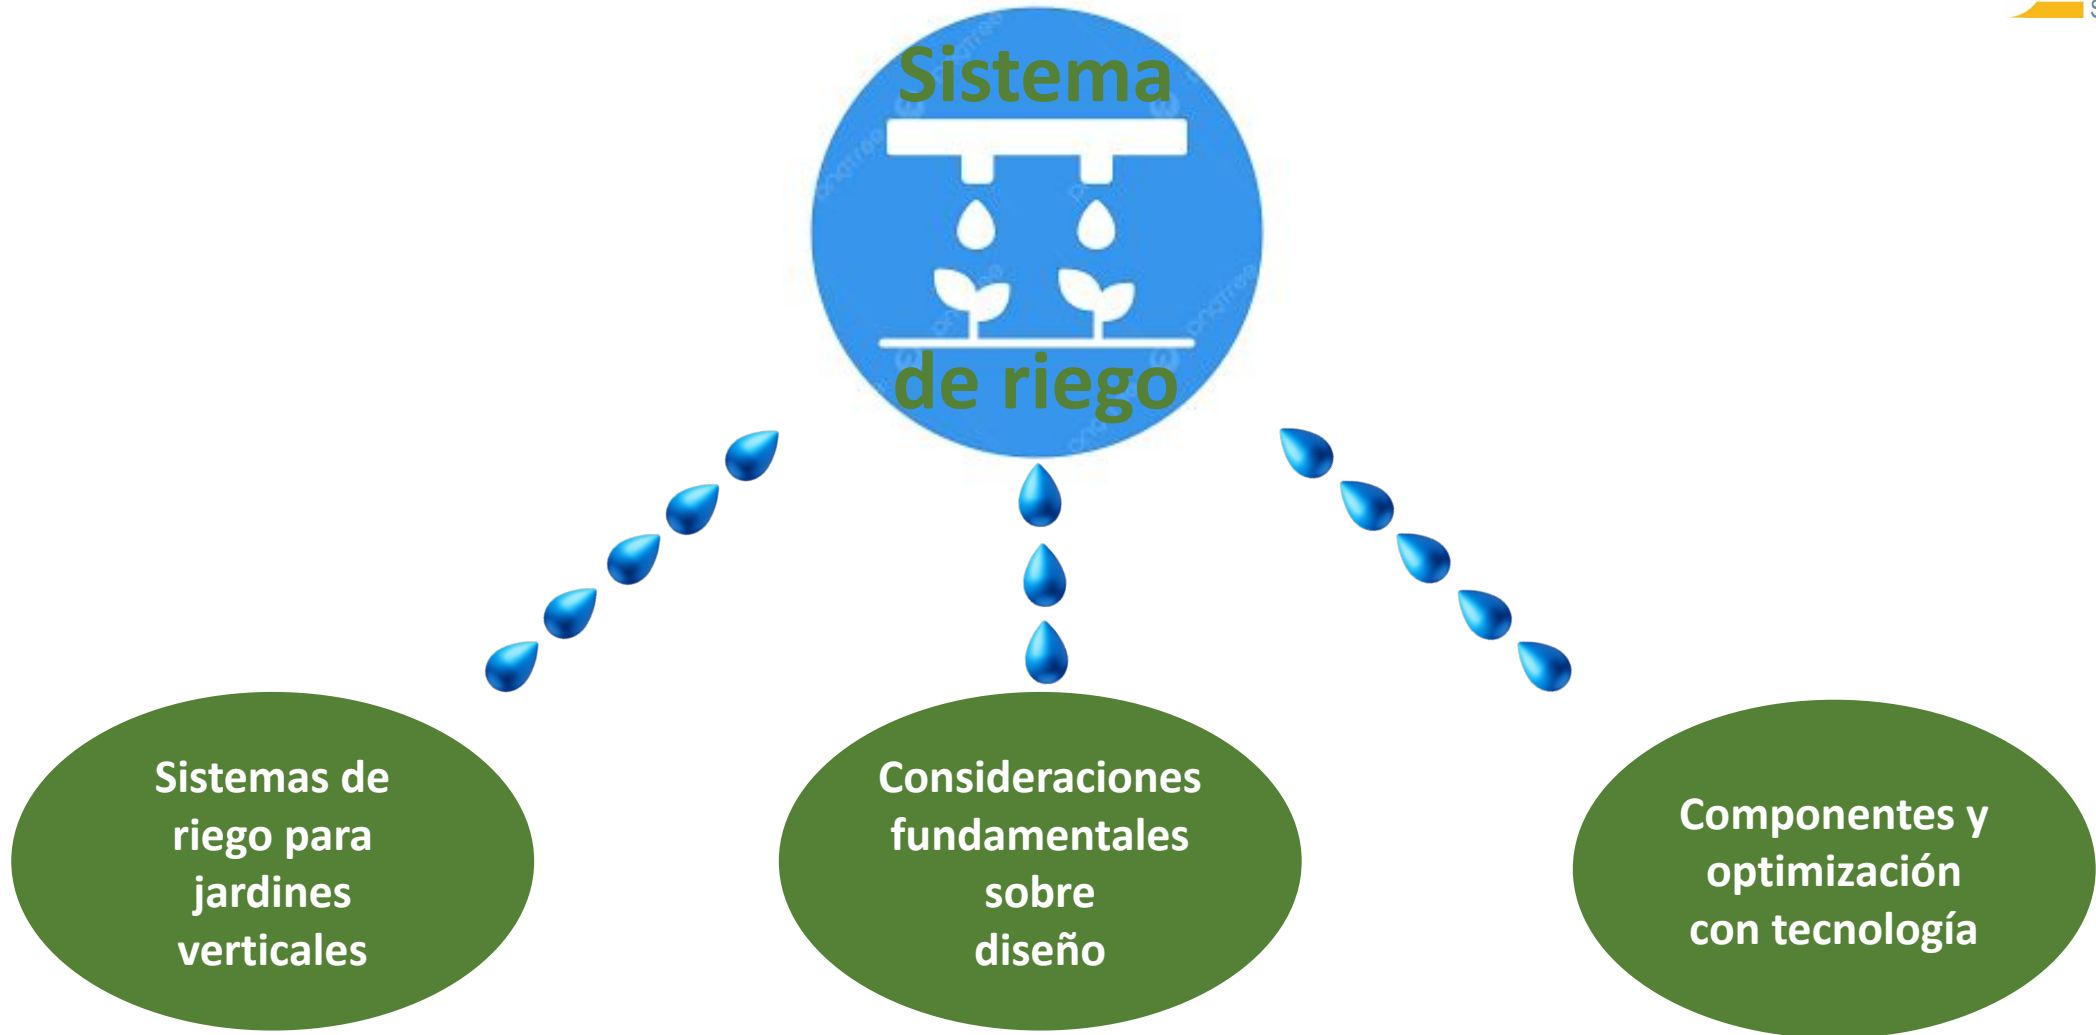 Sistema
de riego
Sistemas de
riego para
jardines
verticales
Consideraciones
fundamentales
sobre
diseño
Componentes y
optimización
con tecnología